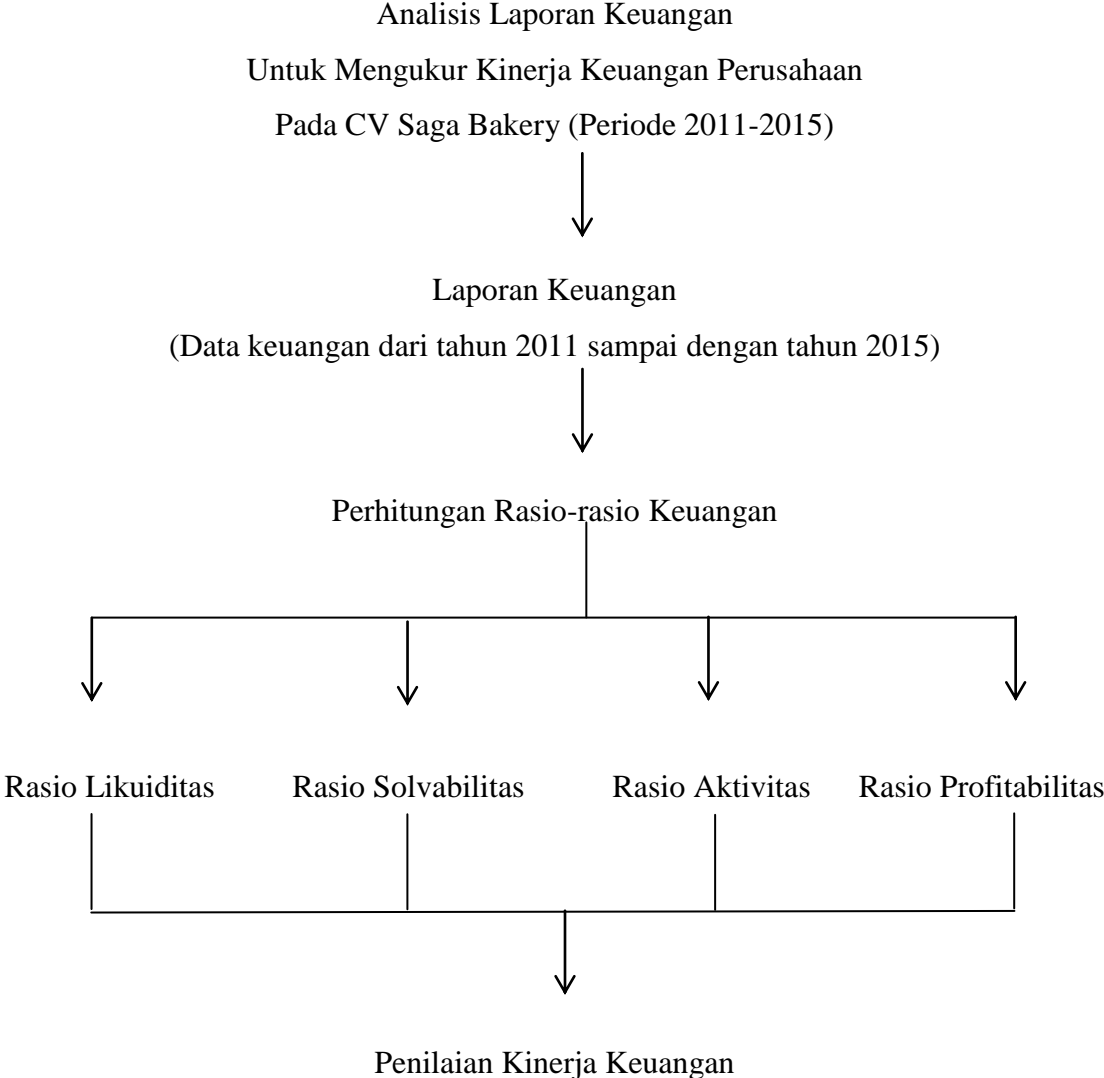 Analisis Laporan Keuangan
Untuk Mengukur Kinerja Keuangan Perusahaan
Pada CV Saga Bakery (Periode 2011-2015)
Laporan Keuangan
(Data keuangan dari tahun 2011 sampai dengan tahun 2015)
Perhitungan Rasio-rasio Keuangan
Rasio Likuiditas Rasio Solvabilitas Rasio Aktivitas Rasio Profitabilitas
Penilaian Kinerja Keuangan